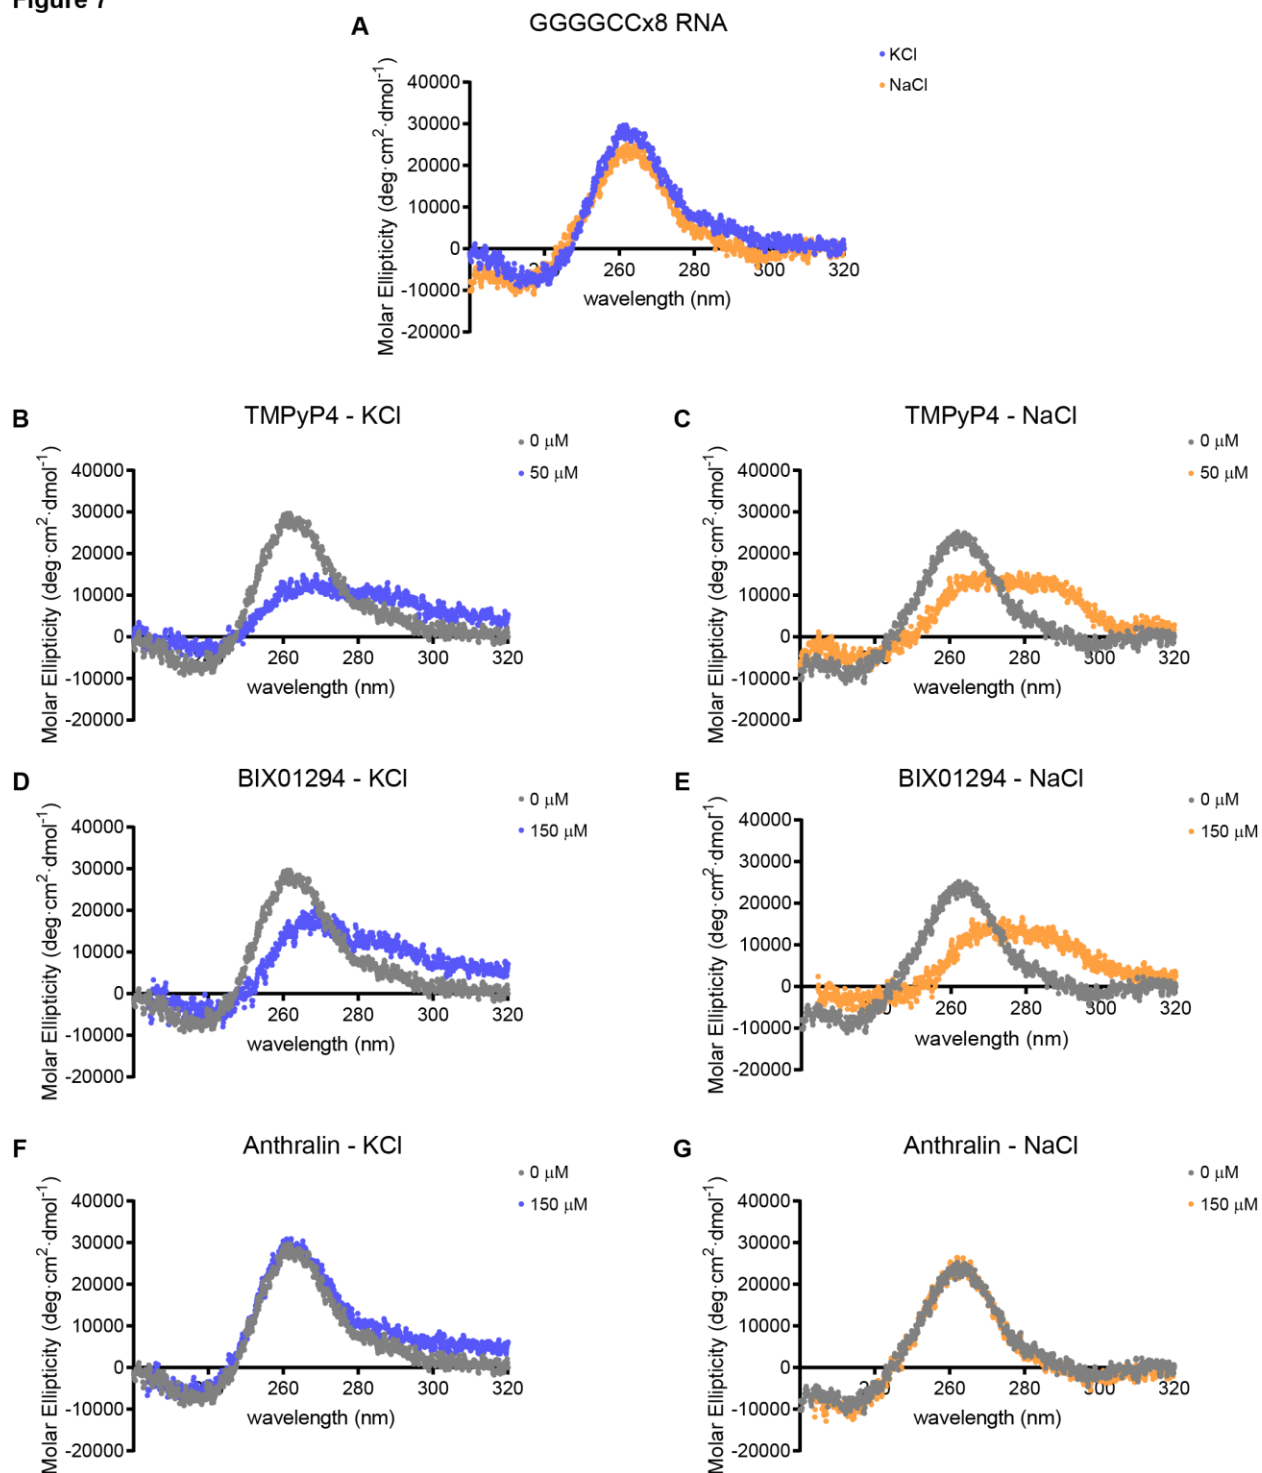 Figure 7
A
GGGGCCx8 RNA
KCl
NaCl
Molar Ellipticity (deg·cm2·dmol-1)
40000
30000
20000
10000
0
-10000
-20000
260
280
300
320
wavelength (nm)
B
TMPyP4 - KCl
0 µM
50 µM
Molar Ellipticity (deg·cm2·dmol-1)
40000
30000
20000
10000
0
-10000
-20000
260
280
300
320
wavelength (nm)
C
TMPyP4 - NaCl
0 µM
50 µM
Molar Ellipticity (deg·cm2·dmol-1)
40000
30000
20000
10000
0
-10000
-20000
260
280
300
320
wavelength (nm)
D
BIX01294 - KCl
0 µM
150 µM
Molar Ellipticity (deg·cm2·dmol-1)
40000
30000
20000
10000
0
-10000
-20000
260
280
300
320
wavelength (nm)
E
BIX01294 - NaCl
0 µM
150 µM
Molar Ellipticity (deg·cm2·dmol-1)
40000
30000
20000
10000
0
-10000
-20000
260
280
300
320
wavelength (nm)
F
Anthralin - KCl
0 µM
150 µM
Molar Ellipticity (deg·cm2·dmol-1)
40000
30000
20000
10000
0
-10000
-20000
260
280
300
320
wavelength (nm)
G
Anthralin - NaCl
0 µM
150 µM
Molar Ellipticity (deg·cm2·dmol-1)
40000
30000
20000
10000
0
-10000
-20000
260
280
300
320
wavelength (nm)